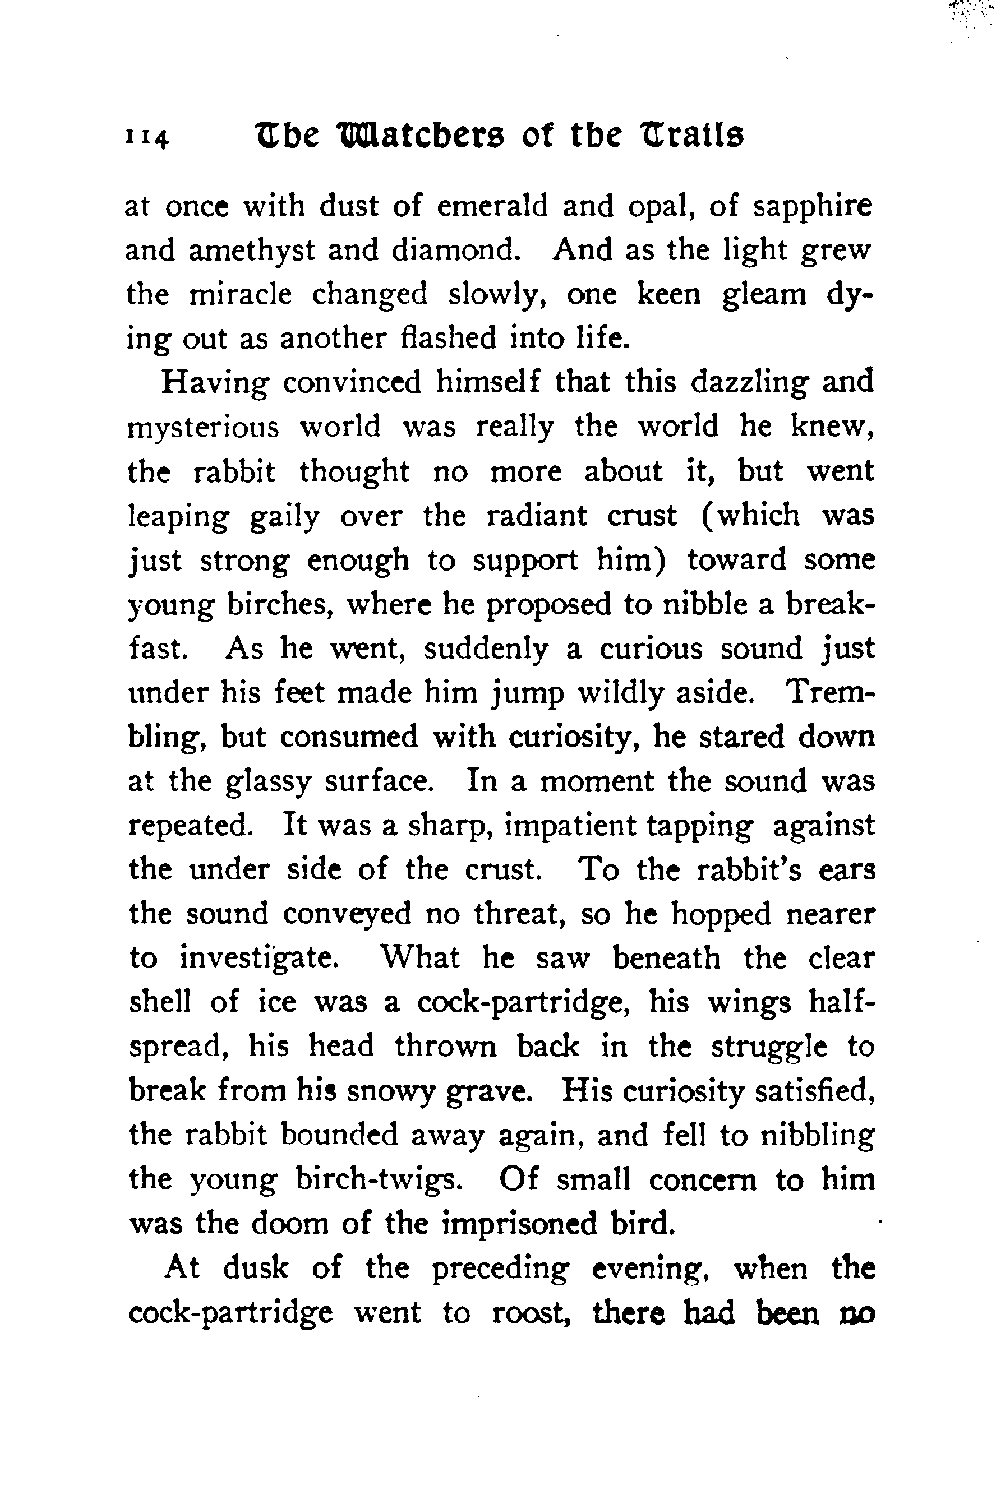 114 The Watchers of the Trails
at once with dust of emerald and opal, of sapphire
and amethyst and diamond. And as the light grew
the miracle changed slowly, one keen gleam dy-
ing out as another flashed into life.
Having convinced himself that this dazzling and
mysterious world was really the world he knew,
the rabbit thought no more about it, but went
leaping gaily over the radiant crust (which was
just strong enough to support him) toward some
young birches, where he proposed to nibble a break-
fast. As he went, suddenly a curious sound just
under his feet made him jump wildly aside. Trem-
bling, but consumed with curiosity, he stared down
at the glassy surface. In a moment the sound was
repeated. It was a sharp, impatient tapping against
the under side of the crust. To the rabbit's ears
the sound conveyed no threat, so he hopped nearer
to investigate. What he saw beneath the clear
shell of ice was a cock-partridge, his wings half-
spread, his head thrown back in the struggle to
break from his snowy grave. His curiosity satisfied,
the rabbit bounded away again, and fell to nibbling
the young birch-twigs. Of small concern to him
was the doom of the imprisoned bird.
At dusk of the preceding evening, when the
cock-partridge went to roost, there had been no